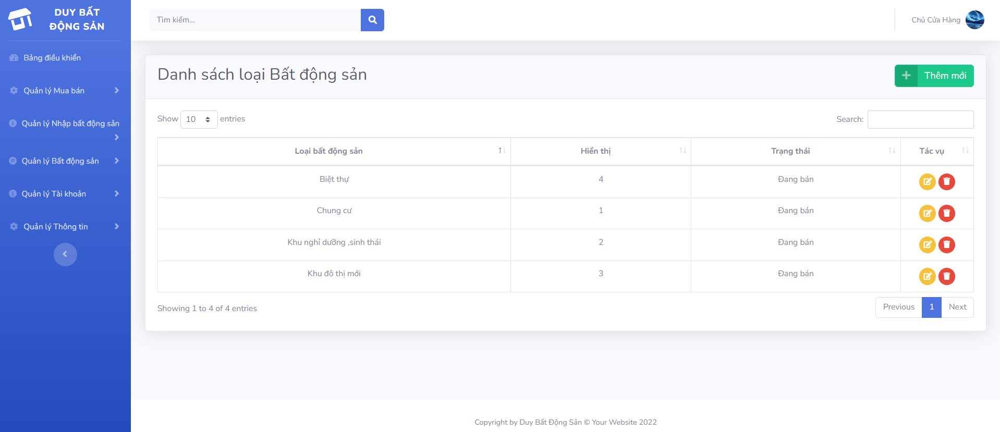 DUY BẤT
ĐỘNG SẢN
Bảng điều khiển
Quản lý Mua bán
Quản lý Nhập bất động sản
Quản lý Bất động sản
Quản lý Tài khoản
Quản lý Thông tin
Tìm kiếm...
Chủ Cửa Hàng
Danh sách loại Bất động sản
Thêm mới
Show 10 entries
Search:
Loại bất động sản Hiển thị Trạng thái Tác vụ
Biệt thự 4 Đang bán
Chung cư 1 Đang bán
Khu nghỉ dưỡng ,sinh thái 2 Đang bán
Khu đô thị mới 3 Đang bán
Showing 1 to 4 of 4 entries
Previous 1 Next
Copyright by Duy Bất Động Sản © Your Website 2022